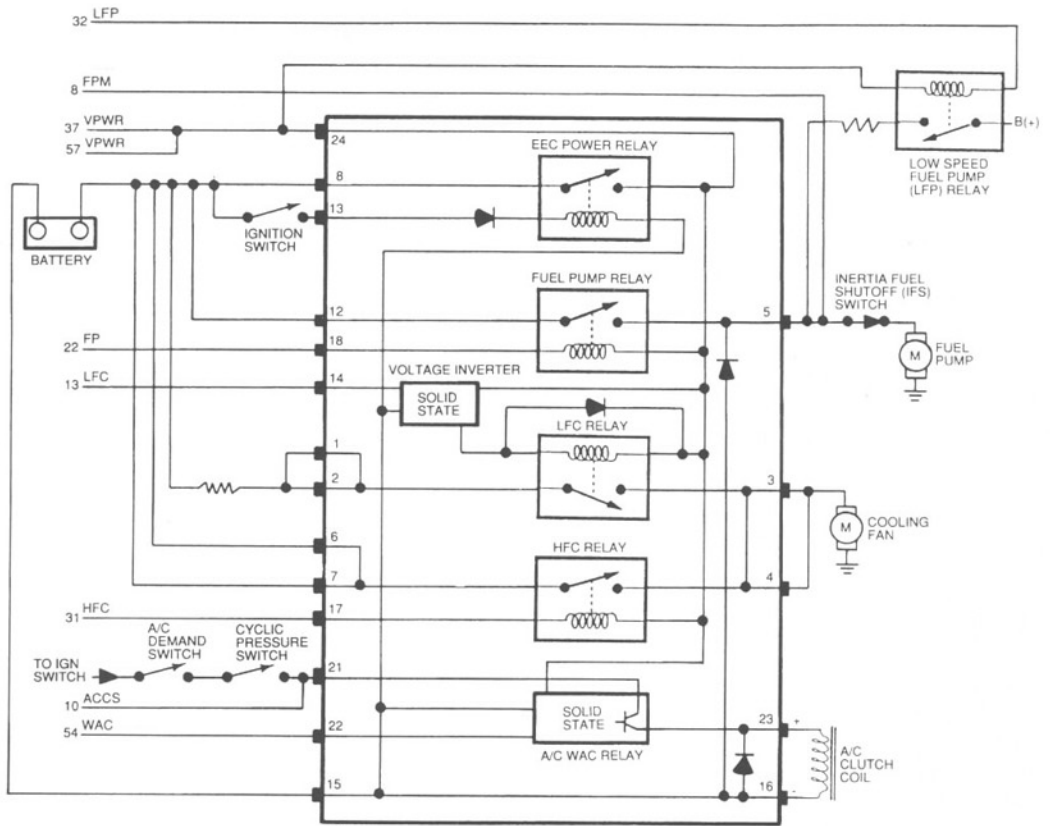 32 LFP
8 FPM
37 VPWR
57 VPWR
24
EEC POWER RELAY
B(+)
LOW SPEED
FUEL PUMP
(LFP) RELAY
8
13
IGNITION
SWITCH
BATTERY
FUEL PUMP RELAY
INERTIA FUEL
SHUTOFF (IFS)
SWITCH
12
5
22 FP
18
M
FUEL
PUMP
13 LFC
14
VOLTAGE INVERTER
SOLID
STATE
LFC RELAY
1
2
3
M
COOLING
FAN
6
HFC RELAY
7
4
31 HFC
17
A/C
DEMAND
SWITCH
CYCLIC
PRESSURE
SWITCH
TO IGN
SWITCH
21
10 ACCS
54 WAC
22
SOLID
STATE
A/C WAC RELAY
23
+
A/C
CLUTCH
COIL
15
16
-